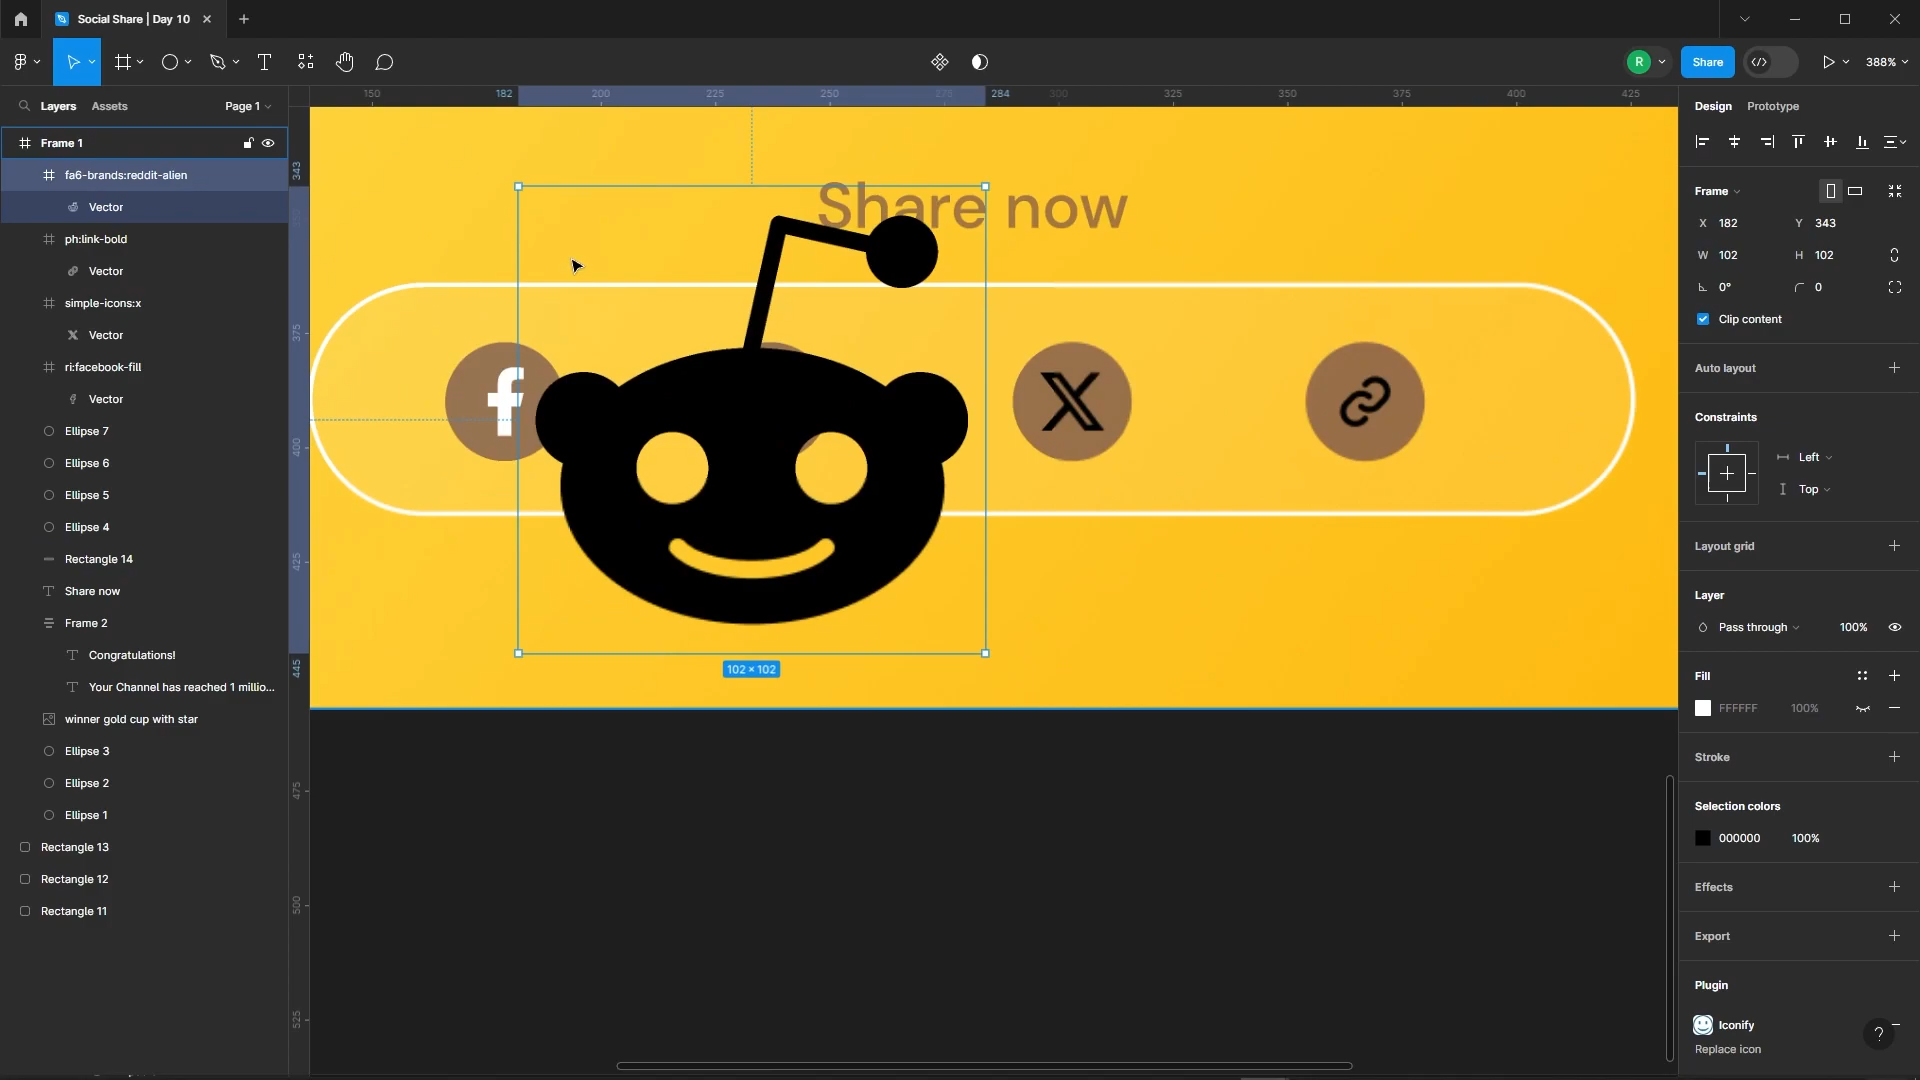 Social Share | Day 10
R
Share
388%
Layers
Assets
Page 1
Design
Prototype
Frame 1
fa6-brands:reddit-alien
Vector
ph:link-bold
Vector
simple-icons:x
Vector
ri:facebook-fill
Vector
Ellipse 7
Ellipse 6
Ellipse 5
Ellipse 4
Rectangle 14
Share now
Frame 2
Congratulations!
Your Channel has reached 1 millio...
winner gold cup with star
Ellipse 3
Ellipse 2
Ellipse 1
Rectangle 13
Rectangle 12
Rectangle 11
150
182
200
225
250
284
300
325
350
375
400
425
343
375
400
425
445
475
500
525
Share now
102 × 102
Frame
X 182
Y 343
W 102
H 102
0°
0
Clip content
Auto layout
Constraints
Left
Top
Layout grid
Layer
Pass through
100%
Fill
FFFFFF
100%
Stroke
Selection colors
000000
100%
Effects
Export
Plugin
Iconify
Replace icon
?